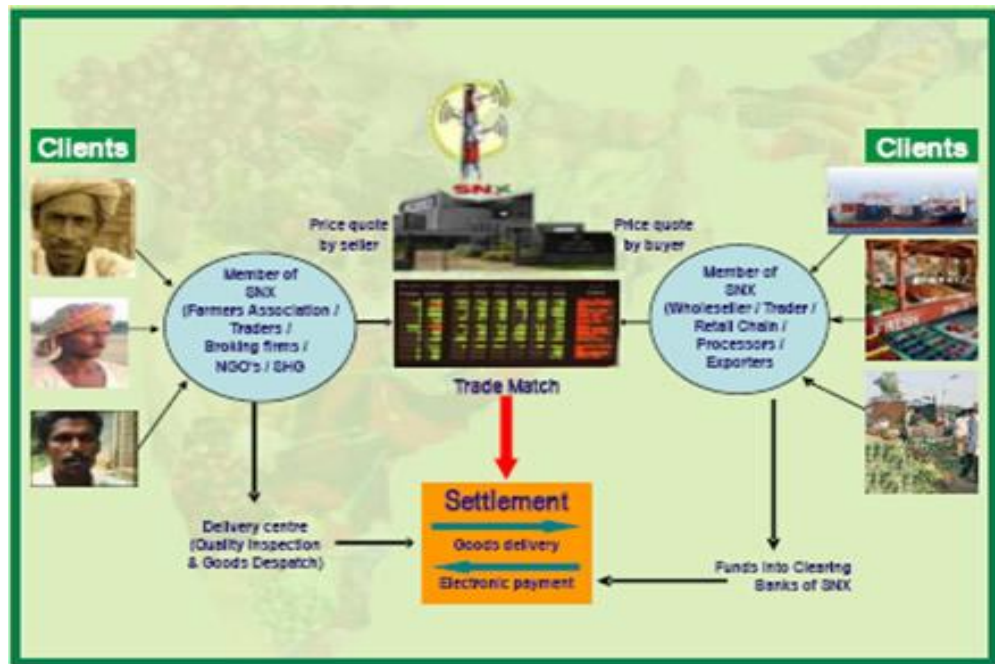 Clients
Clients
SNX
Price quote
by seller
Price quote
by buyer
Member of
SNX
(Farmers Association /
Traders /
Broking firms /
NGO's / SHG
Member of
SNX
(Wholeseller / Trader /
Retail Chain /
Processors /
Exporters
Trade Match
Settlement
Goods delivery
Electronic payment
Delivery centre
(Quality Inspection
& Goods Despatch)
Funds into Clearing
Banks of SNX